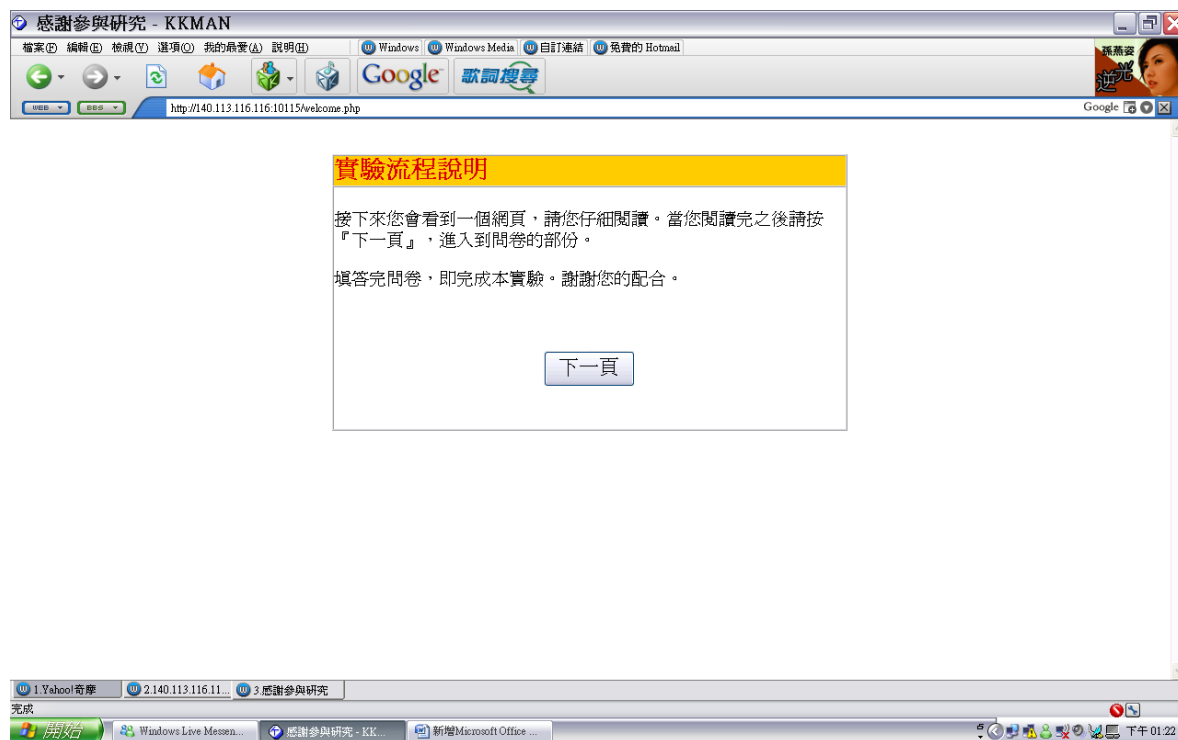 感謝參與研究 - KKMAN
檔案(F) 編輯(E) 檢視(V) 選項(O) 我的最愛(A) 說明(H) Windows Windows Media 自訂連結 免費的 Hotmail
Google 歌詞搜尋
孫燕姿
逆光
WEB BBS http://140.113.116.116:10115/welcome.php Google
實驗流程說明
接下來您會看到一個網頁，請您仔細閱讀。當您閱讀完之後請按
『下一頁』，進入到問卷的部份。
填答完問卷，即完成本實驗。謝謝您的配合。
下一頁
1.Yahoo!奇摩 2.140.113.116.11... 3.感謝參與研究
完成
開始 Windows Live Messen... 感謝參與研究 - KK... 新增Microsoft Office ... 下午 01:22